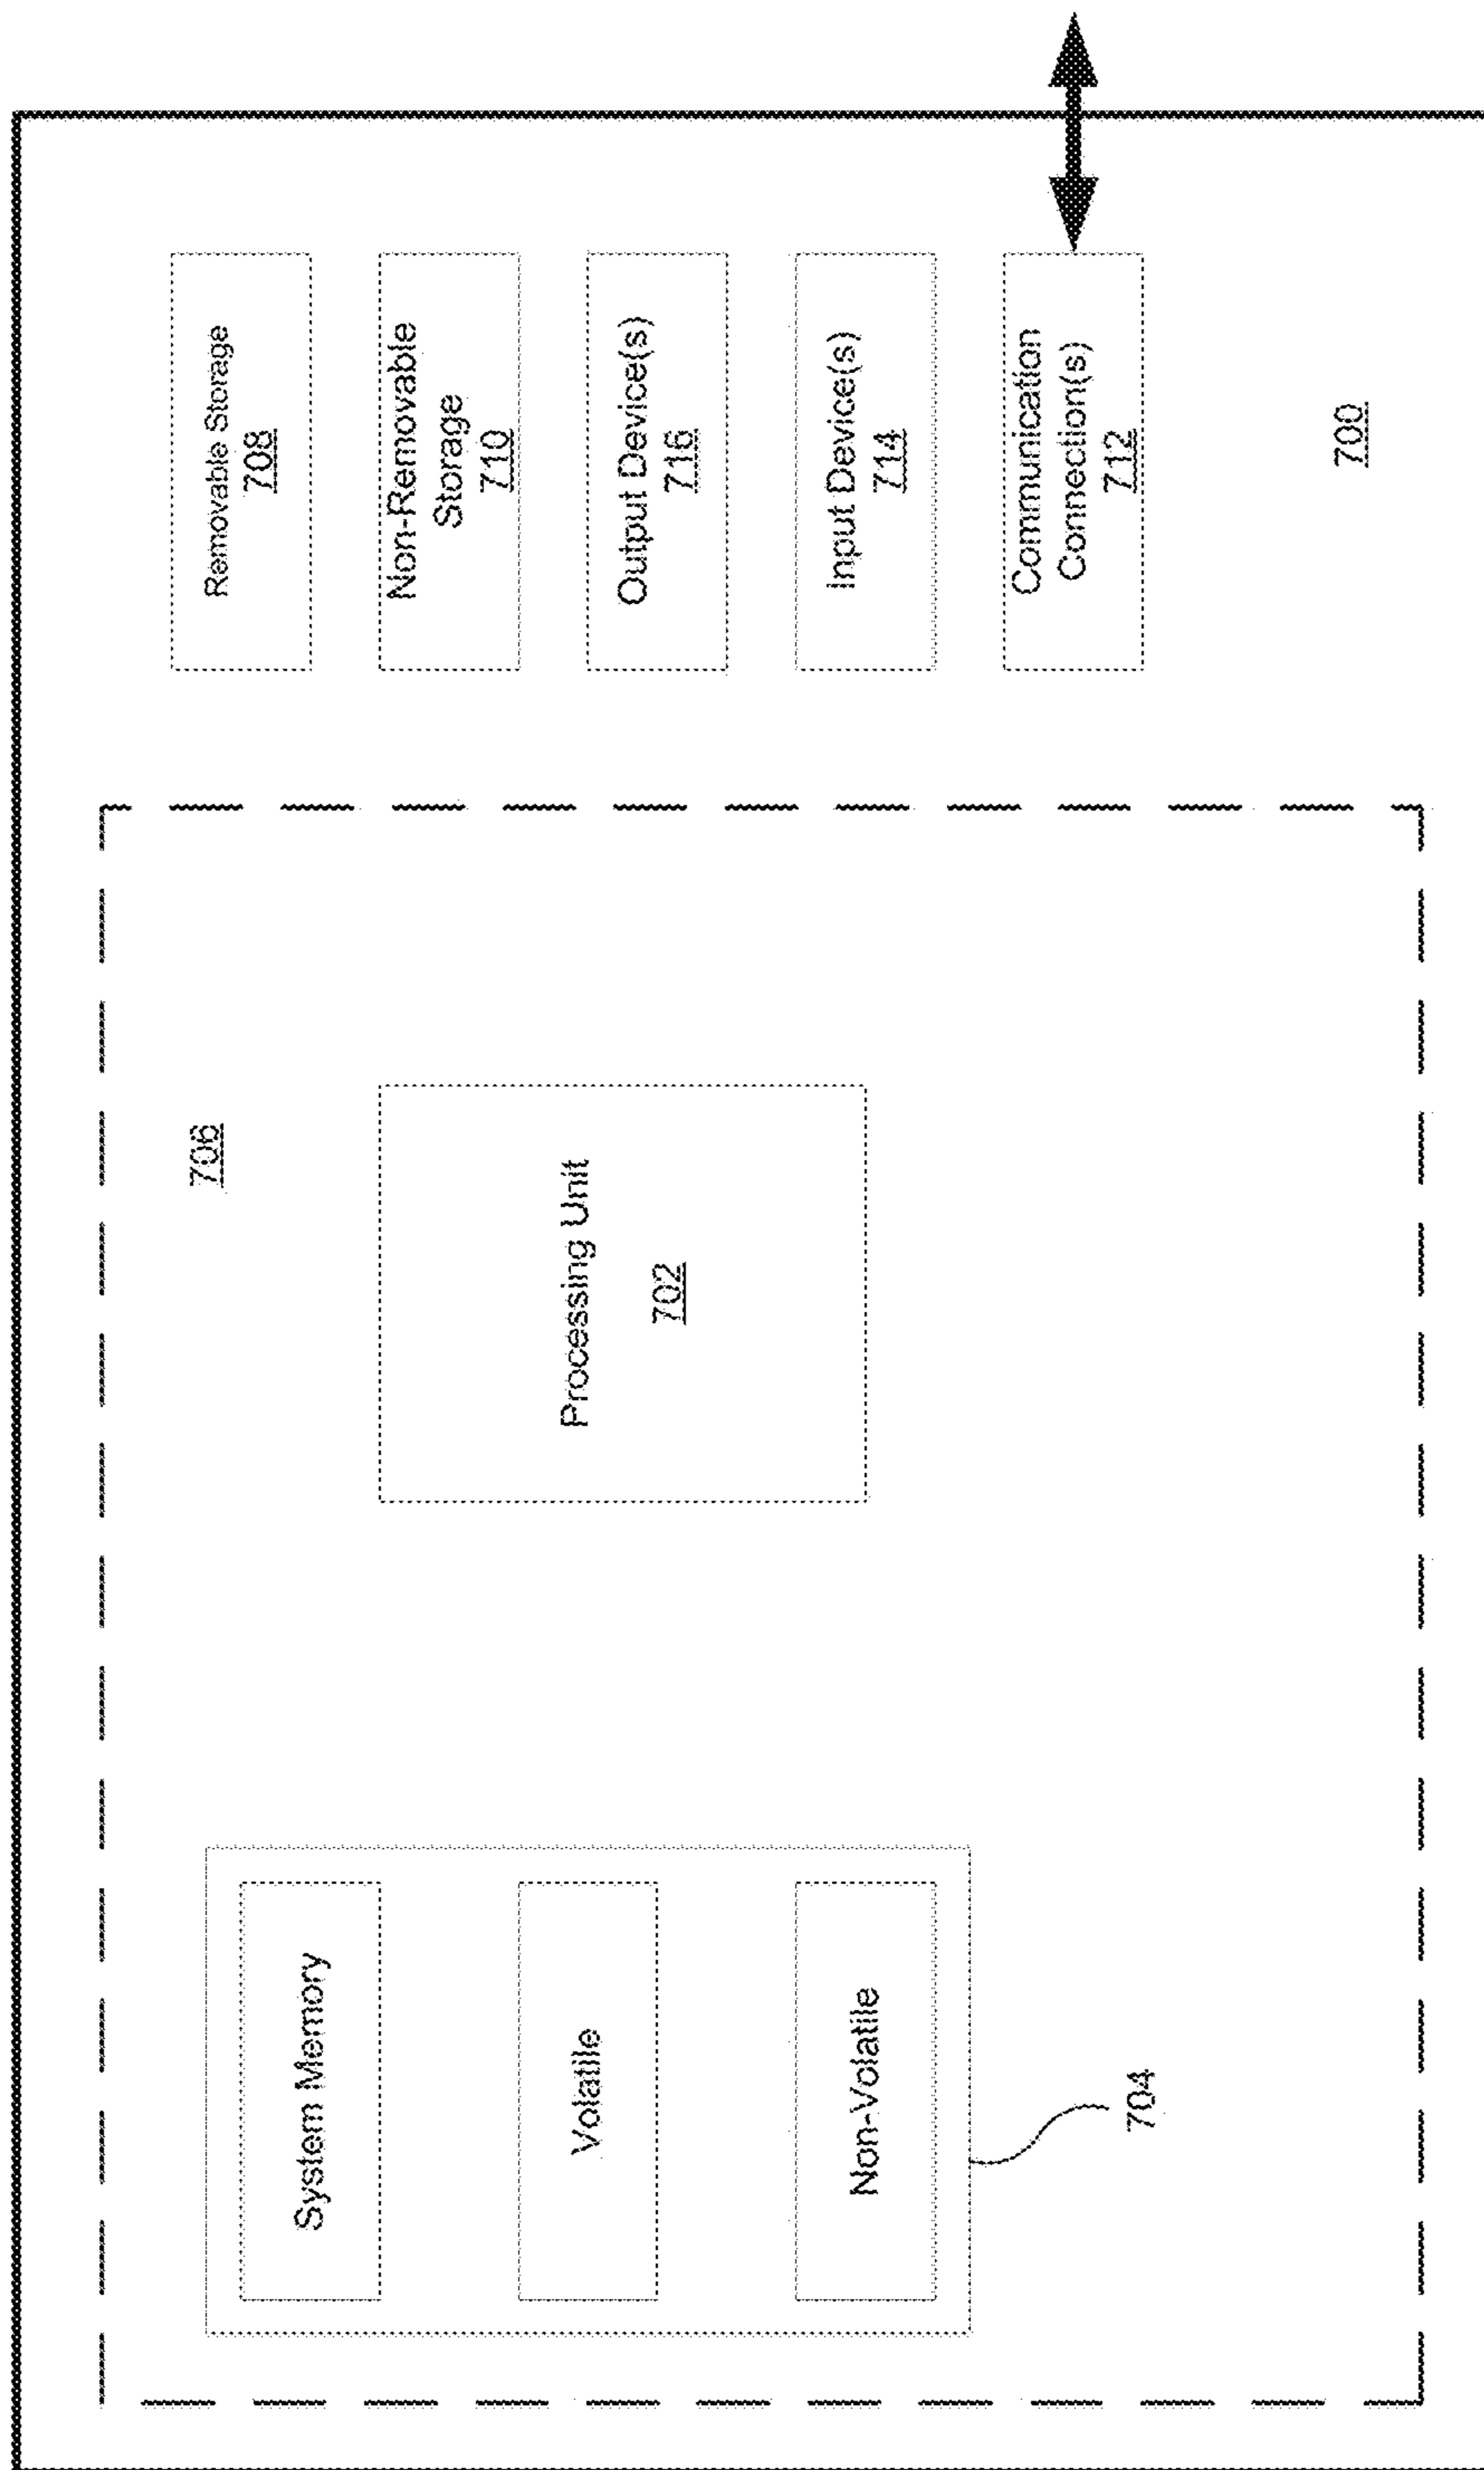 System Memory
Volatile
Non-Volatile
704
Processing Unit
702
706
Removable Storage
708
Non-Removable
Storage
710
Output Device(s)
716
Input Device(s)
714
Communication
Connection(s)
712
700